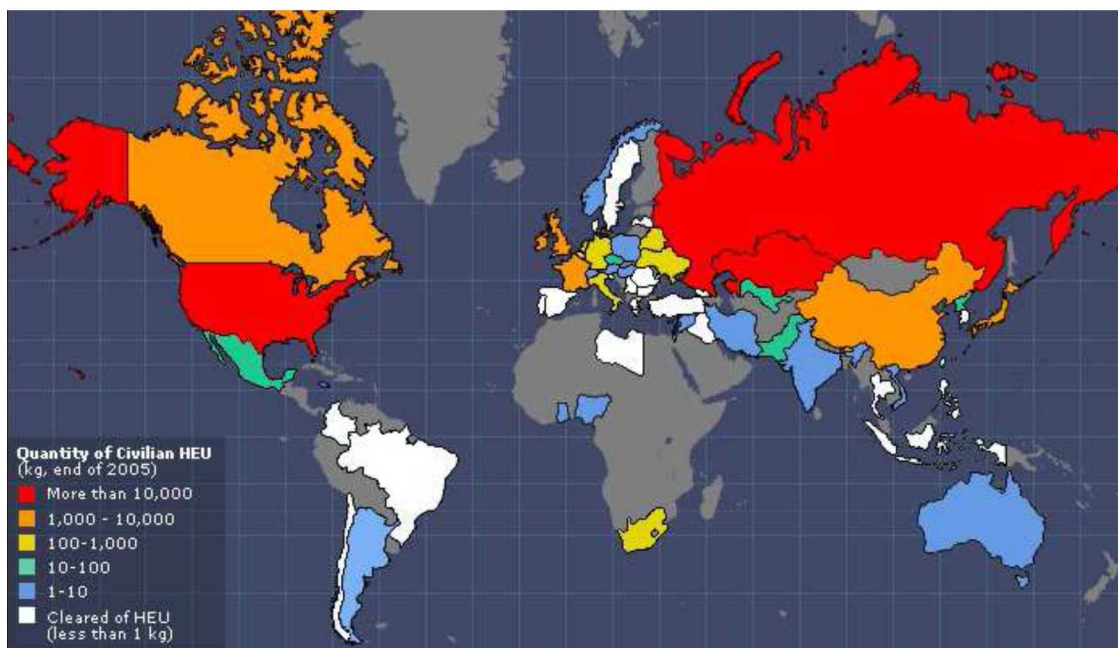 Quantity of Civilian HEU
(kg, end of 2005)
More than 10,000
1,000 - 10,000
100-1,000
10-100
1-10
Cleared of HEU
(less than 1 kg)